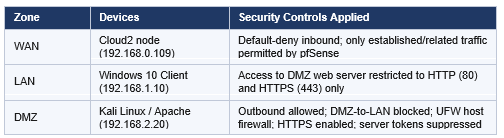 Zone Devices Security Controls Applied
WAN Cloud2 node Default-deny inbound; only established/related traffic
(192.168.0.109) permitted by pfSense
LAN Windows 10 Client Access to DMZ web server restricted to HTTP (80)
(192.168.1.10) and HTTPS (443) only
DMZ Kali Linux / Apache Outbound allowed; DMZ-to-LAN blocked; UFW host
(192.168.2.20) firewall; HTTPS enabled; server tokens suppressed